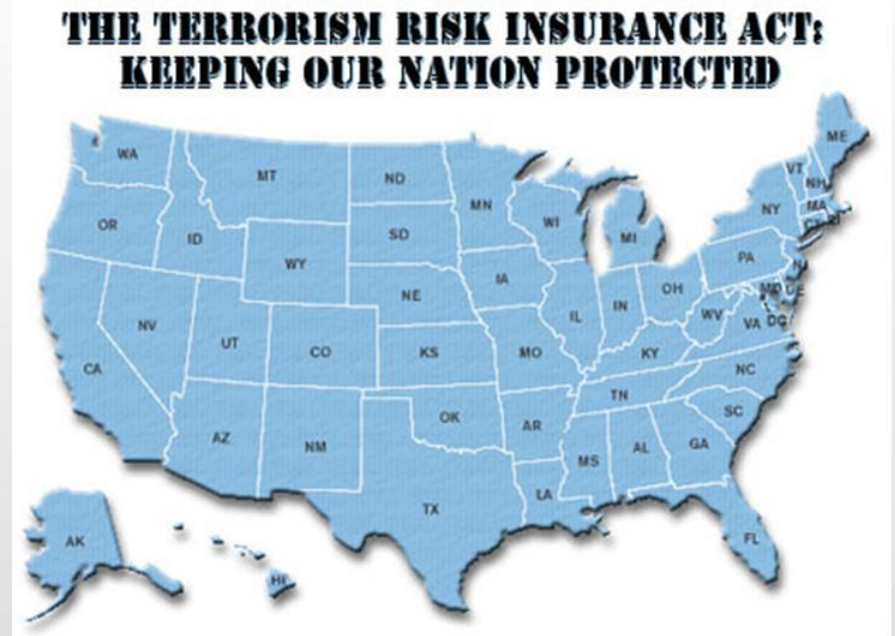 THE TERRORISM RISK INSURANCE ACT:
KEEPING OUR NATION PROTECTED
ME
WA
VT
MT
ND
NH
MN
MA
NY
OR
WI
SD
ID
MI
PA
WY
IA
OH
NE
MD
DE
IN
WV
IL
NV
VA
DC
UT
CO
KS
MO
KY
CA
NC
TN
SC
OK
AR
AZ
GA
NM
AL
MS
LA
TX
FL
AK
HI